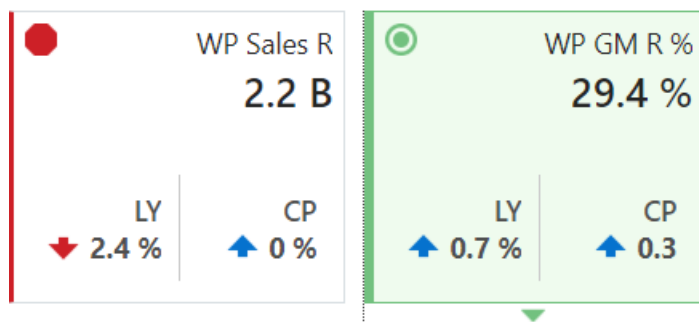 WP Sales R
2.2 B
LY
CP
2.4 %
0 %
WP GM R %
29.4 %
LY
CP
0.7 %
0.3